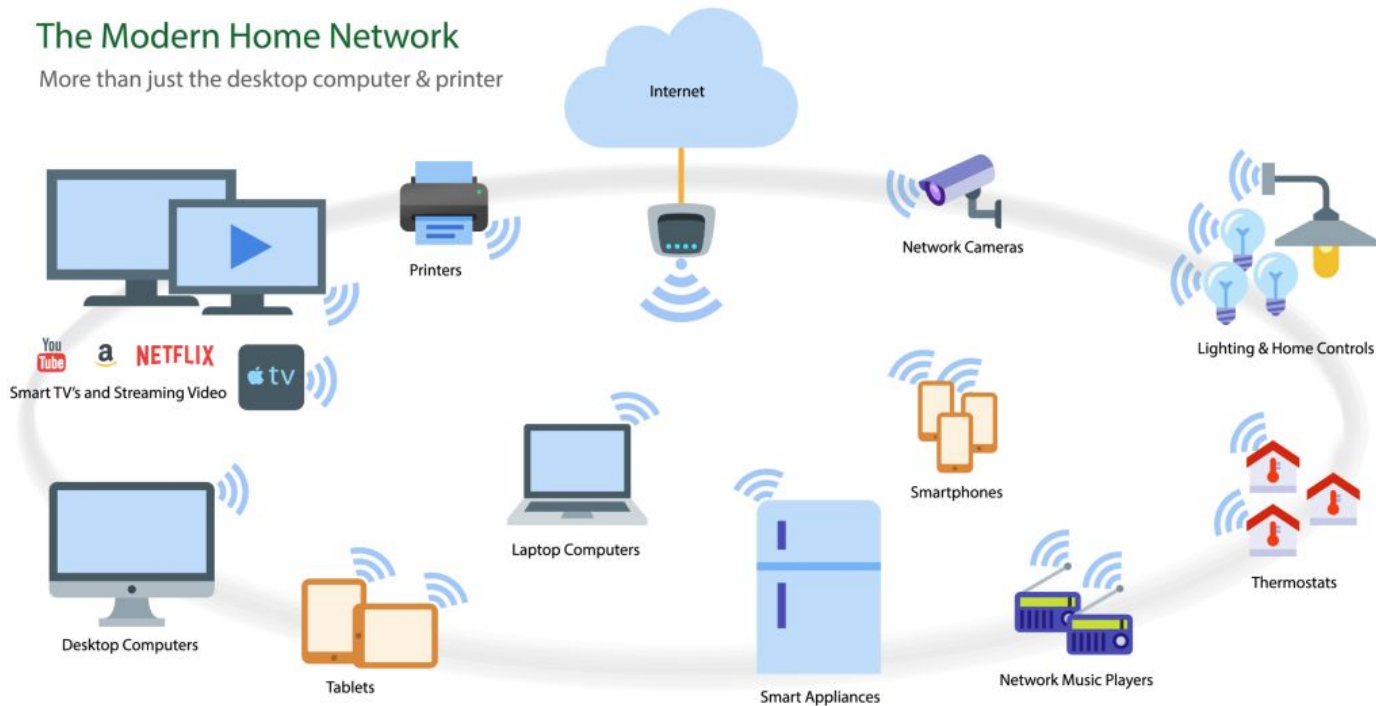 The Modern Home Network
More than just the desktop computer & printer
Internet
Printers
Network Cameras
Lighting & Home Controls
You
Tube
a
NETFLIX
tv
Smart TV's and Streaming Video
Smartphones
Laptop Computers
Thermostats
Desktop Computers
Tablets
Smart Appliances
Network Music Players